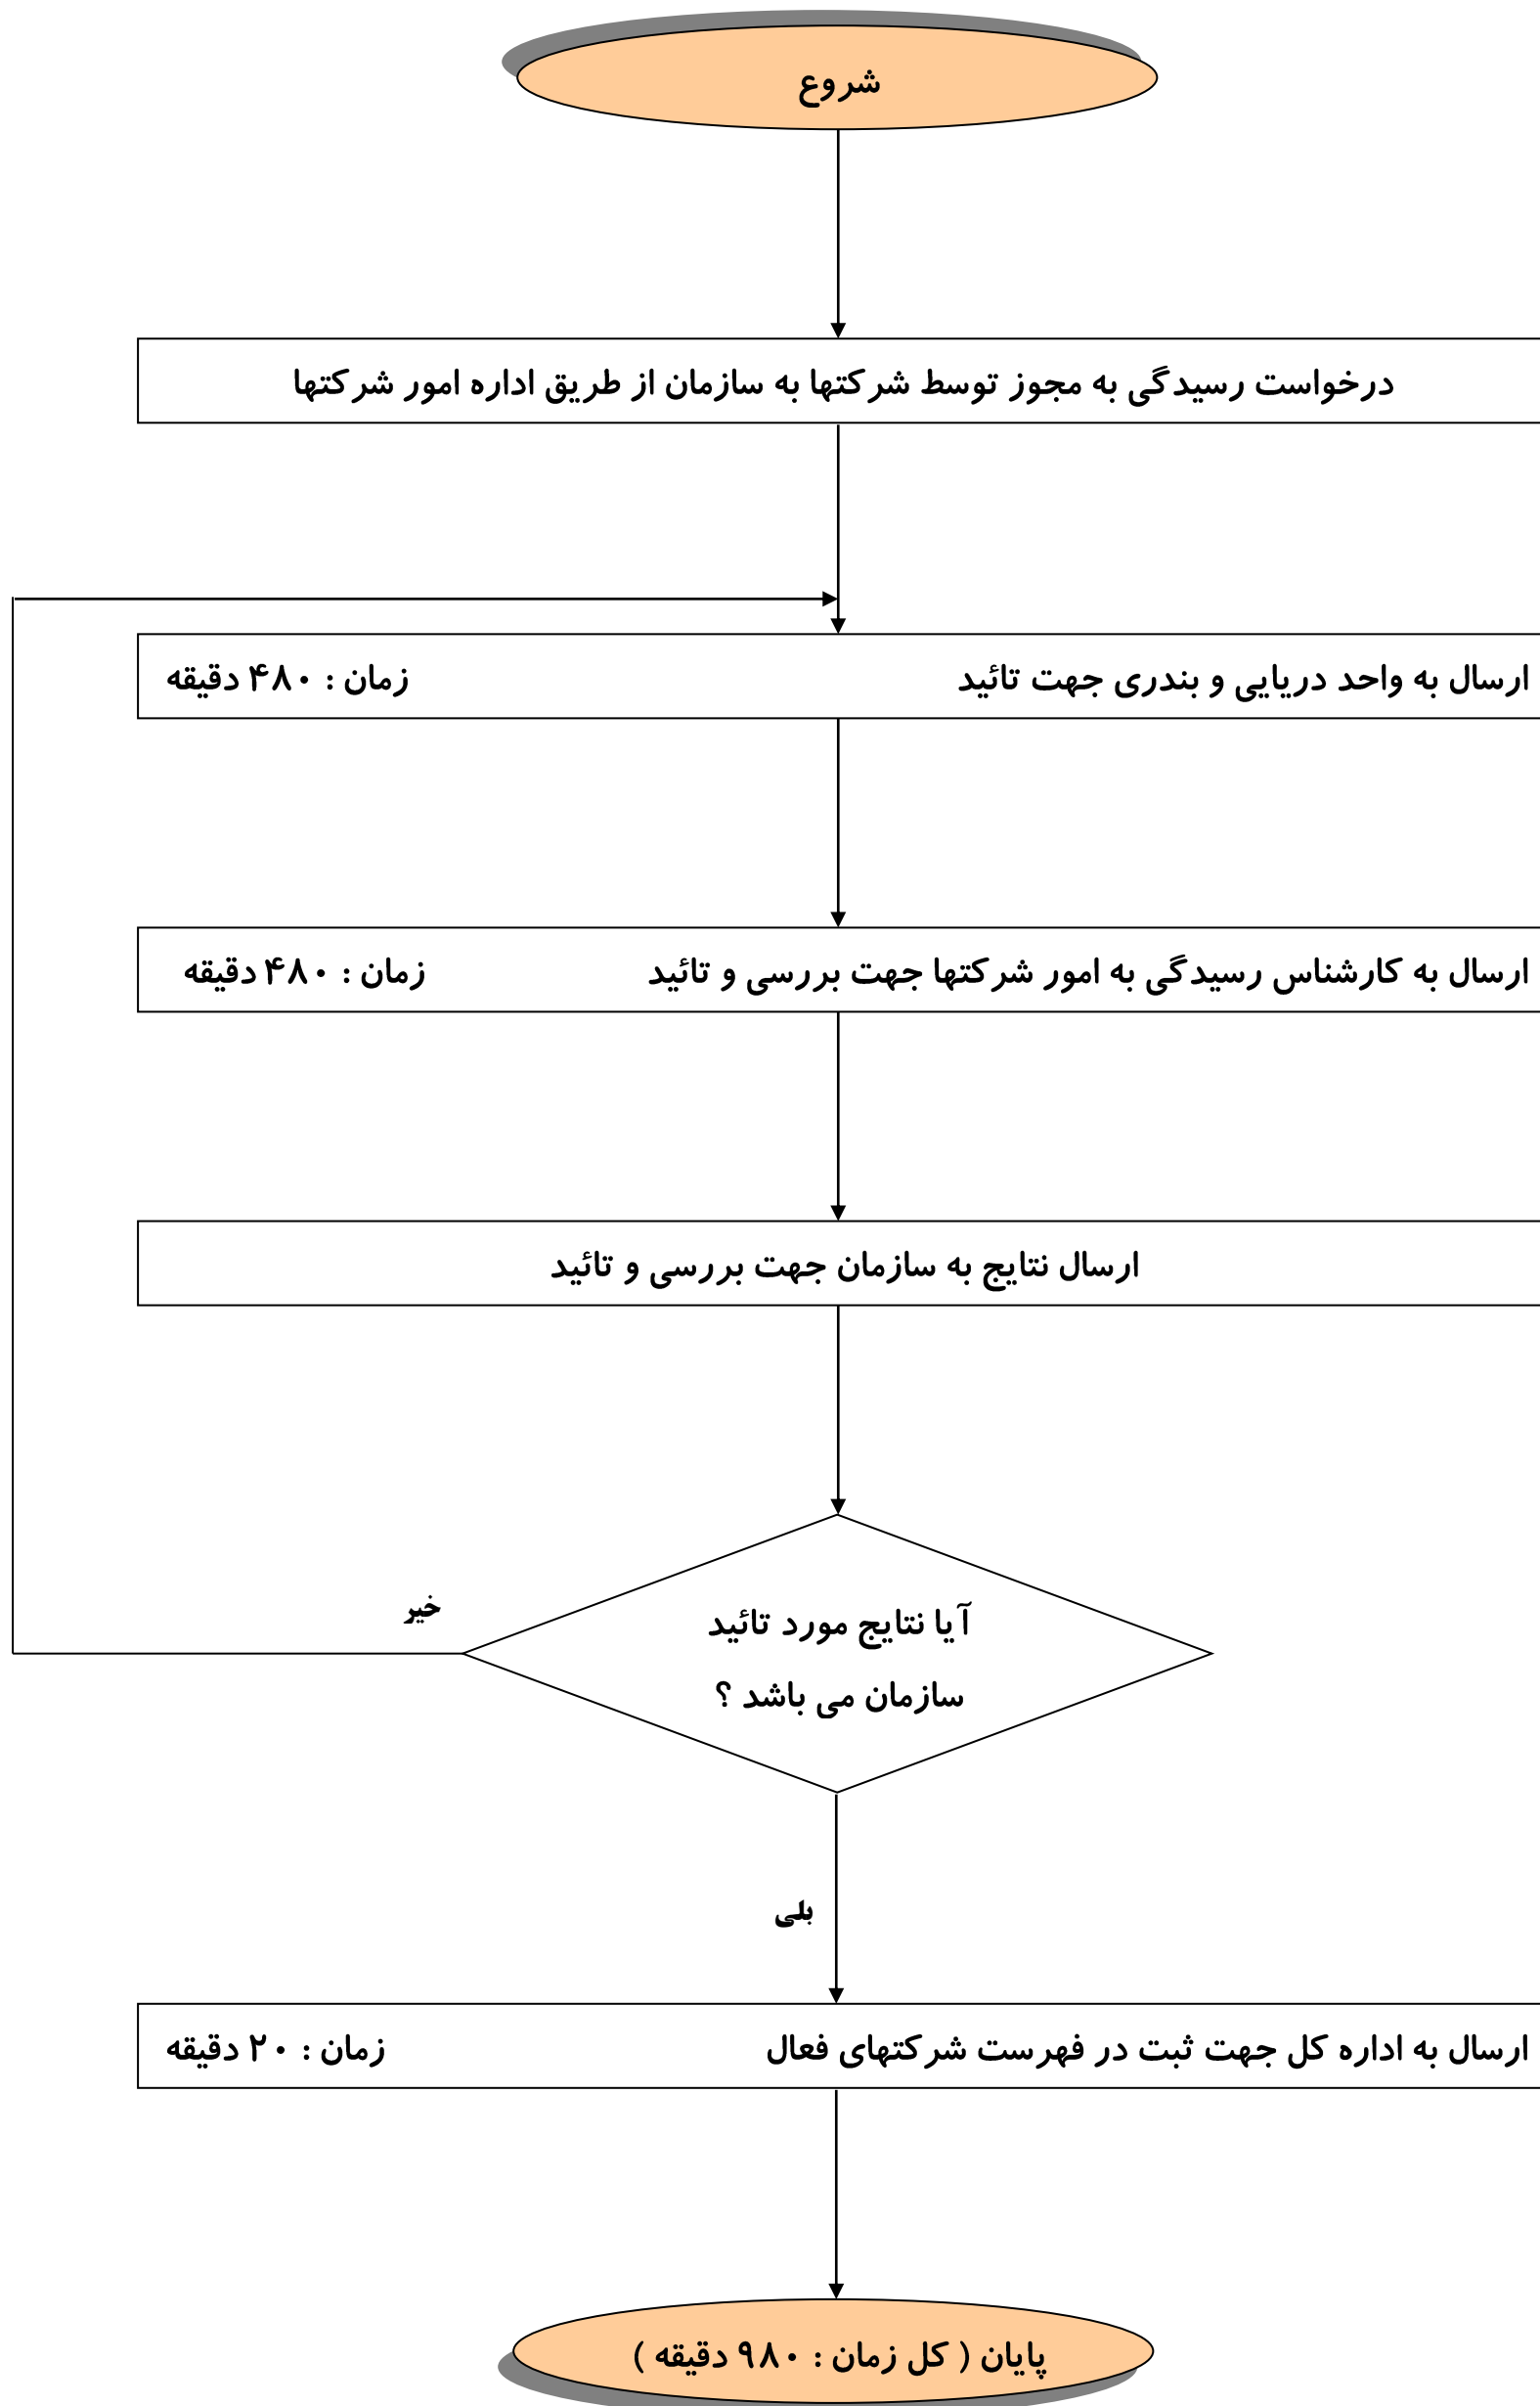 شروع
درخواست رسیدگی به مجوز توسط شرکتها به سازمان از طریق اداره امور شرکتها
ارسال به واحد دریایی و بندری جهت تائید زمان : ۴۸۰ دقیقه
ارسال به کارشناس رسیدگی به امور شرکتها جهت بررسی و تائید زمان : ۴۸۰ دقیقه
ارسال نتایج به سازمان جهت بررسی و تائید
آیا نتایج مورد تائید
سازمان می باشد ؟
خیر
بلی
ارسال به اداره کل جهت ثبت در فهرست شرکتهای فعال زمان : ۲۰ دقیقه
پایان ( کل زمان : ۹۸۰ دقیقه )